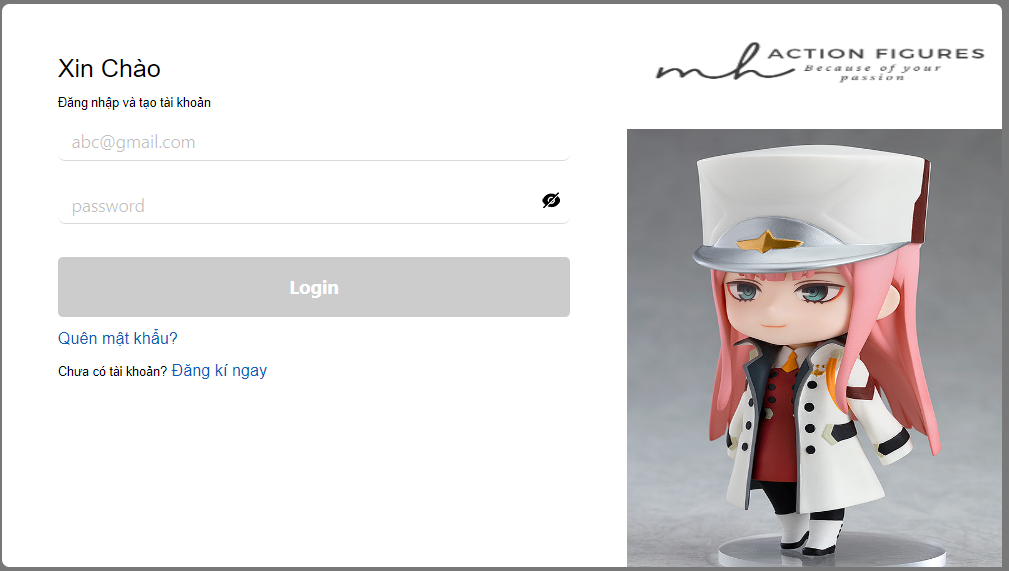 Xin Chào
Đăng nhập và tạo tài khoản
abc@gmail.com
password
Login
Quên mật khẩu?
Chưa có tài khoản? Đăng kí ngay
mh ACTION FIGURES
Because of your
passion